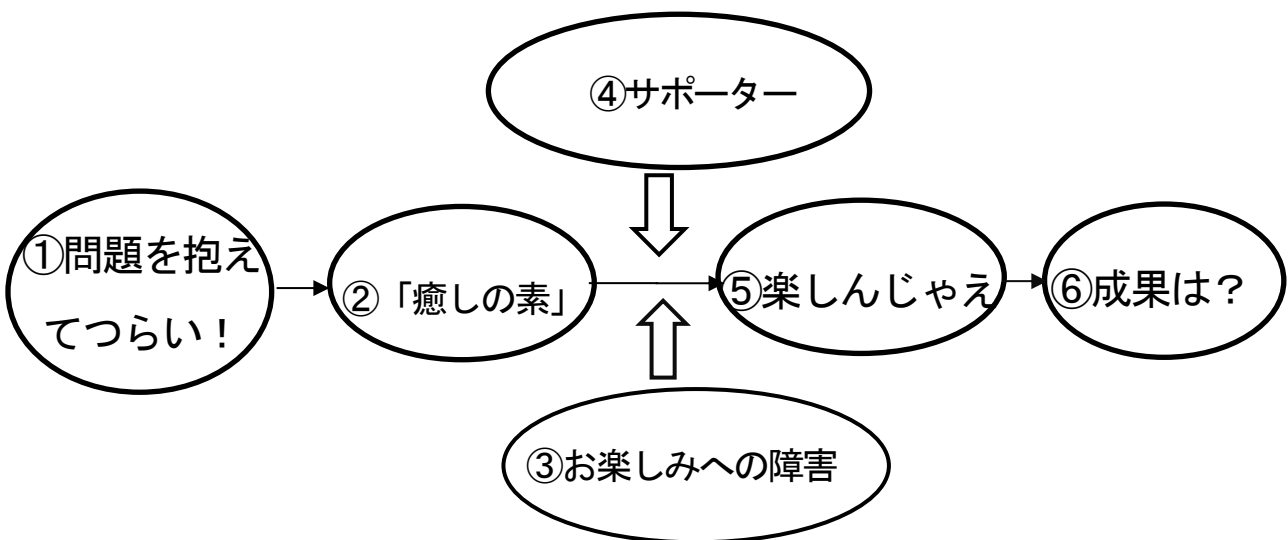 ④サポーター
①問題を抱え
てつらい！
②「癒しの素」
⑤楽しんじゃえ
⑥成果は？
③お楽しみへの障害